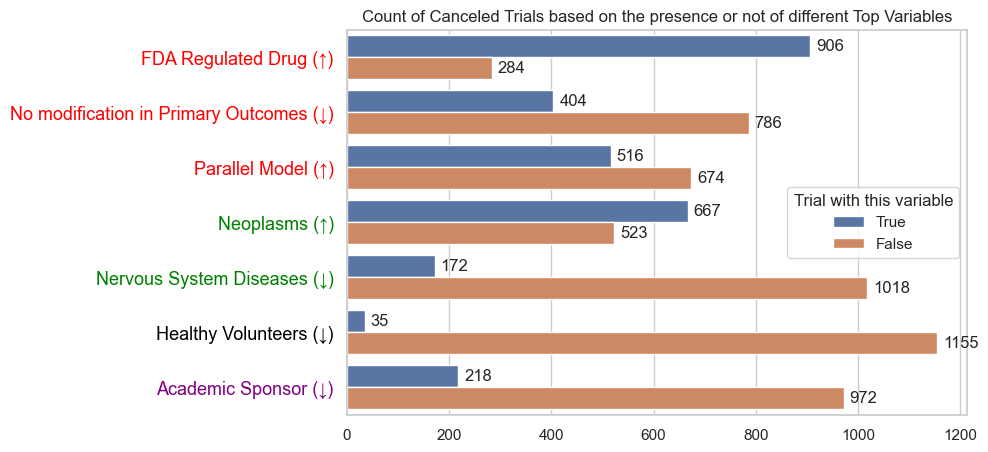 Count of Canceled Trials based on the presence or not of different Top Variables
FDA Regulated Drug (↑)
906
284
No modification in Primary Outcomes (↓)
404
786
Parallel Model (↑)
516
674
Neoplasms (↑)
667
523
Nervous System Diseases (↓)
172
1018
Healthy Volunteers (↓)
35
1155
Academic Sponsor (↓)
218
972
Trial with this variable
True
False
0 200 400 600 800 1000 1200